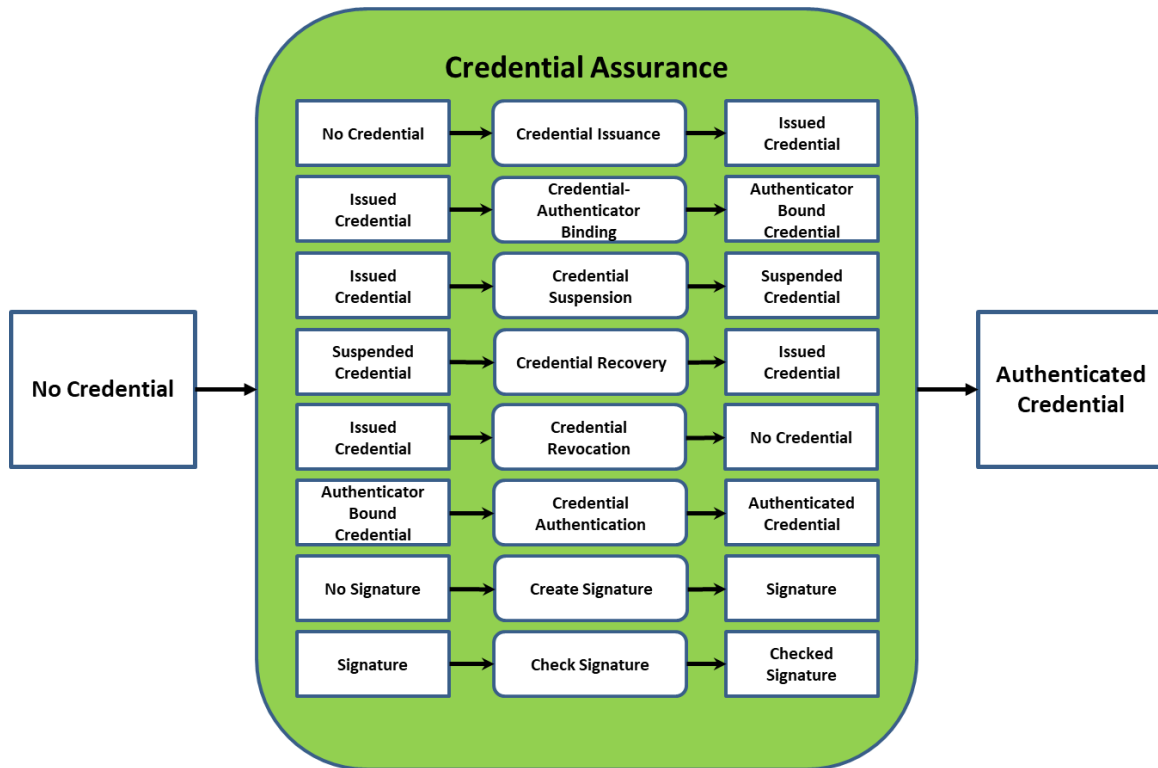 Credential Assurance
No Credential
Credential Issuance
Issued
Credential
Issued
Credential
Credential-
Authenticator
Binding
Authenticator
Bound
Credential
Issued
Credential
Credential
Suspension
Suspended
Credential
Suspended
Credential
Credential Recovery
Issued
Credential
Issued
Credential
Credential
Revocation
No Credential
Authenticator
Bound
Credential
Credential
Authentication
Authenticated
Credential
No Signature
Create Signature
Signature
Signature
Check Signature
Checked
Signature
No Credential
Authenticated
Credential